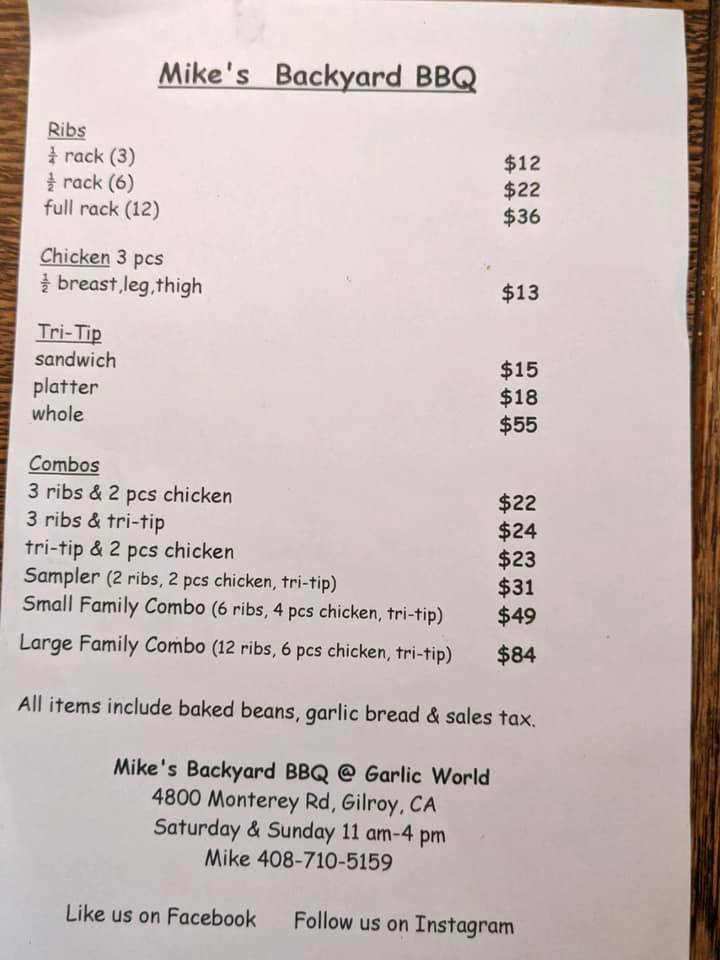 Mike's Backyard BBQ
Ribs
¼ rack (3) $12
½ rack (6) $22
full rack (12) $36
Chicken 3 pcs
½ breast,leg,thigh $13
Tri-Tip
sandwich $15
platter $18
whole $55
Combos
3 ribs & 2 pcs chicken $22
3 ribs & tri-tip $24
tri-tip & 2 pcs chicken $23
Sampler (2 ribs, 2 pcs chicken, tri-tip) $31
Small Family Combo (6 ribs, 4 pcs chicken, tri-tip) $49
Large Family Combo (12 ribs, 6 pcs chicken, tri-tip) $84
All items include baked beans, garlic bread & sales tax.
Mike's Backyard BBQ @ Garlic World
4800 Monterey Rd, Gilroy, CA
Saturday & Sunday 11 am-4 pm
Mike 408-710-5159
Like us on Facebook Follow us on Instagram